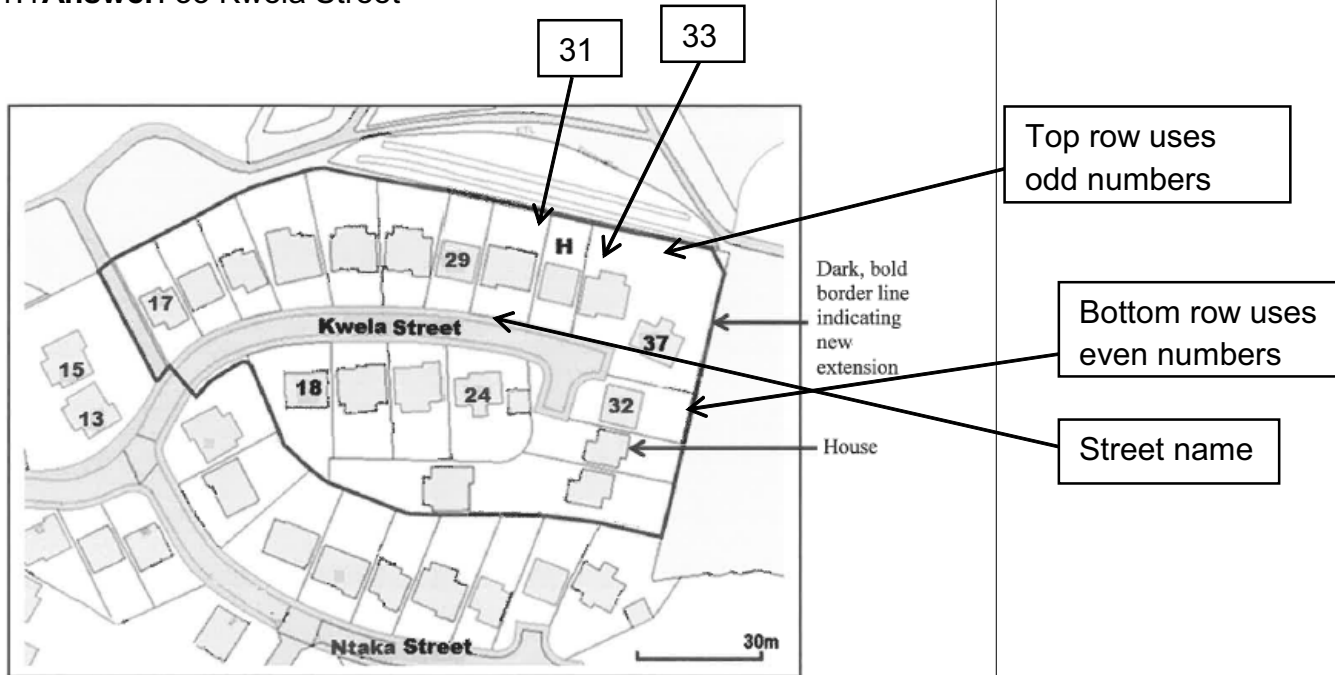 Answer: 33 Kwela Street
31
33
Top row uses
odd numbers
H
29
17
Dark, bold
border line
indicating
new
extension
Kwela Street
Bottom row uses
even numbers
37
15
18
24
32
13
House
Street name
Ntaka Street
30m